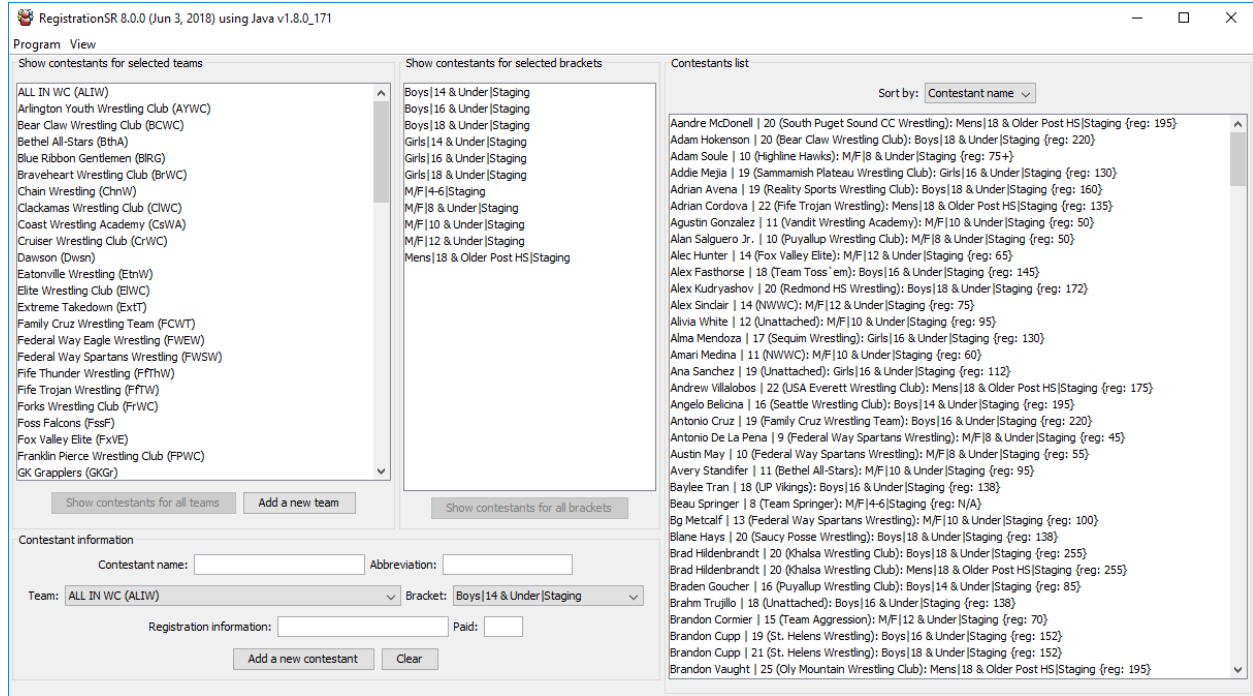 RegistrationSR 8.0.0 (Jun 3, 2018) using Java v1.8.0_171
Program View
Show contestants for selected teams
ALL IN WC (ALIW)
Arlington Youth Wrestling Club (AYWC)
Bear Claw Wrestling Club (BCWC)
Bethel All-Stars (BthA)
Blue Ribbon Gentlemen (BlRG)
Braveheart Wrestling Club (BrWC)
Chain Wrestling (ChnW)
Clackamas Wrestling Club (ClWC)
Coast Wrestling Academy (CsWA)
Cruiser Wrestling Club (CrWC)
Dawson (Dwsn)
Eatonville Wrestling (EtnW)
Elite Wrestling Club (ElWC)
Extreme Takedown (ExtT)
Family Cruz Wrestling Team (FCWT)
Federal Way Eagle Wrestling (FWEW)
Federal Way Spartans Wrestling (FWSW)
Fife Thunder Wrestling (FfThW)
Fife Trojan Wrestling (FfTW)
Forks Wrestling Club (FrWC)
Foss Falcons (FssF)
Fox Valley Elite (FxVE)
Franklin Pierce Wrestling Club (FPWC)
GK Grapplers (GKGr)
Show contestants for all teams
Add a new team
Show contestants for selected brackets
Boys|14 & Under|Staging
Boys|16 & Under|Staging
Boys|18 & Under|Staging
Girls|14 & Under|Staging
Girls|16 & Under|Staging
Girls|18 & Under|Staging
M/F|4-6|Staging
M/F|8 & Under|Staging
M/F|10 & Under|Staging
M/F|12 & Under|Staging
Mens|18 & Older Post HS|Staging
Show contestants for all brackets
Contestant information
Contestant name:
Abbreviation:
Team: ALL IN WC (ALIW)
Bracket: Boys|14 & Under|Staging
Registration information:
Paid:
Add a new contestant
Clear
Contestants list
Sort by: Contestant name
Aandre McDonell | 20 (South Puget Sound CC Wrestling): Mens|18 & Older Post HS|Staging {reg: 195}
Adam Hokenson | 20 (Bear Claw Wrestling Club): Boys|18 & Under|Staging {reg: 220}
Adam Soule | 10 (Highline Hawks): M/F|8 & Under|Staging {reg: 75+}
Addie Mejia | 19 (Sammamish Plateau Wrestling Club): Girls|16 & Under|Staging {reg: 130}
Adrian Avena | 19 (Reality Sports Wrestling Club): Boys|18 & Under|Staging {reg: 160}
Adrian Cordova | 22 (Fife Trojan Wrestling): Mens|18 & Older Post HS|Staging {reg: 135}
Agustin Gonzalez | 11 (Vandit Wrestling Academy): M/F|10 & Under|Staging {reg: 50}
Alan Salguero Jr. | 10 (Puyallup Wrestling Club): M/F|8 & Under|Staging {reg: 50}
Alec Hunter | 14 (Fox Valley Elite): M/F|12 & Under|Staging {reg: 65}
Alex Fasthorse | 18 (Team Toss`em): Boys|16 & Under|Staging {reg: 145}
Alex Kudryashov | 20 (Redmond HS Wrestling): Boys|18 & Under|Staging {reg: 172}
Alex Sinclair | 14 (NWWC): M/F|12 & Under|Staging {reg: 75}
Alivia White | 12 (Unattached): M/F|10 & Under|Staging {reg: 95}
Alma Mendoza | 17 (Sequim Wrestling): Girls|16 & Under|Staging {reg: 130}
Amari Medina | 11 (NWWC): M/F|10 & Under|Staging {reg: 60}
Ana Sanchez | 19 (Unattached): Girls|16 & Under|Staging {reg: 112}
Andrew Villalobos | 22 (USA Everett Wrestling Club): Mens|18 & Older Post HS|Staging {reg: 175}
Angelo Belicina | 16 (Seattle Wrestling Club): Boys|14 & Under|Staging {reg: 195}
Antonio Cruz | 19 (Family Cruz Wrestling Team): Boys|16 & Under|Staging {reg: 220}
Antonio De La Pena | 9 (Federal Way Spartans Wrestling): M/F|8 & Under|Staging {reg: 45}
Austin May | 10 (Federal Way Spartans Wrestling): M/F|8 & Under|Staging {reg: 55}
Avery Standifer | 11 (Bethel All-Stars): M/F|10 & Under|Staging {reg: 95}
Baylee Tran | 18 (UP Vikings): Boys|16 & Under|Staging {reg: 138}
Beau Springer | 8 (Team Springer): M/F|4-6|Staging {reg: N/A}
Bg Metcalf | 13 (Federal Way Spartans Wrestling): M/F|10 & Under|Staging {reg: 100}
Blane Hays | 20 (Saucy Posse Wrestling): Boys|18 & Under|Staging {reg: 138}
Brad Hildenbrandt | 20 (Khalsa Wrestling Club): Boys|18 & Under|Staging {reg: 255}
Brad Hildenbrandt | 20 (Khalsa Wrestling Club): Mens|18 & Older Post HS|Staging {reg: 255}
Braden Goucher | 16 (Puyallup Wrestling Club): Boys|14 & Under|Staging {reg: 85}
Brahm Trujillo | 18 (Unattached): Boys|16 & Under|Staging {reg: 138}
Brandon Cormier | 15 (Team Aggression): M/F|12 & Under|Staging {reg: 70}
Brandon Cupp | 19 (St. Helens Wrestling): Boys|16 & Under|Staging {reg: 152}
Brandon Cupp | 21 (St. Helens Wrestling): Boys|18 & Under|Staging {reg: 152}
Brandon Vaught | 25 (Oly Mountain Wrestling Club): Mens|18 & Older Post HS|Staging {reg: 195}